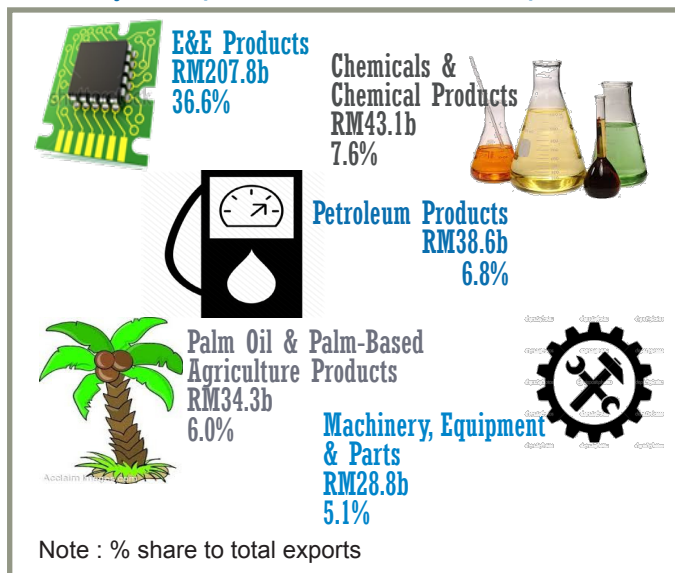 E&E Products
RM207.8b
36.6%
Chemicals &
Chemical Products
RM43.1b
7.6%
Petroleum Products
RM38.6b
6.8%
Palm Oil & Palm-Based
Agriculture Products
RM34.3b
6.0%
Machinery, Equipment
& Parts
RM28.8b
5.1%
Note : % share to total exports